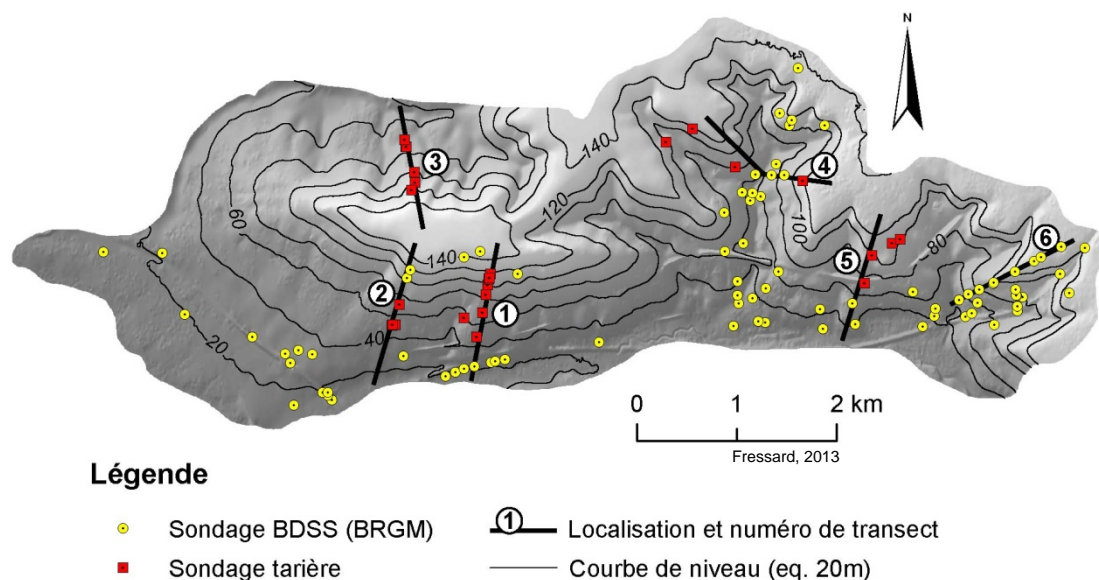 N
140
3
4
120
60
100
80
6
5
140
2
1
40
20
0 1 2 km
Fressard, 2013
Légende
Sondage BDSS (BRGM)
1 Localisation et numéro de transect
Sondage tarière
Courbe de niveau (eq. 20m)